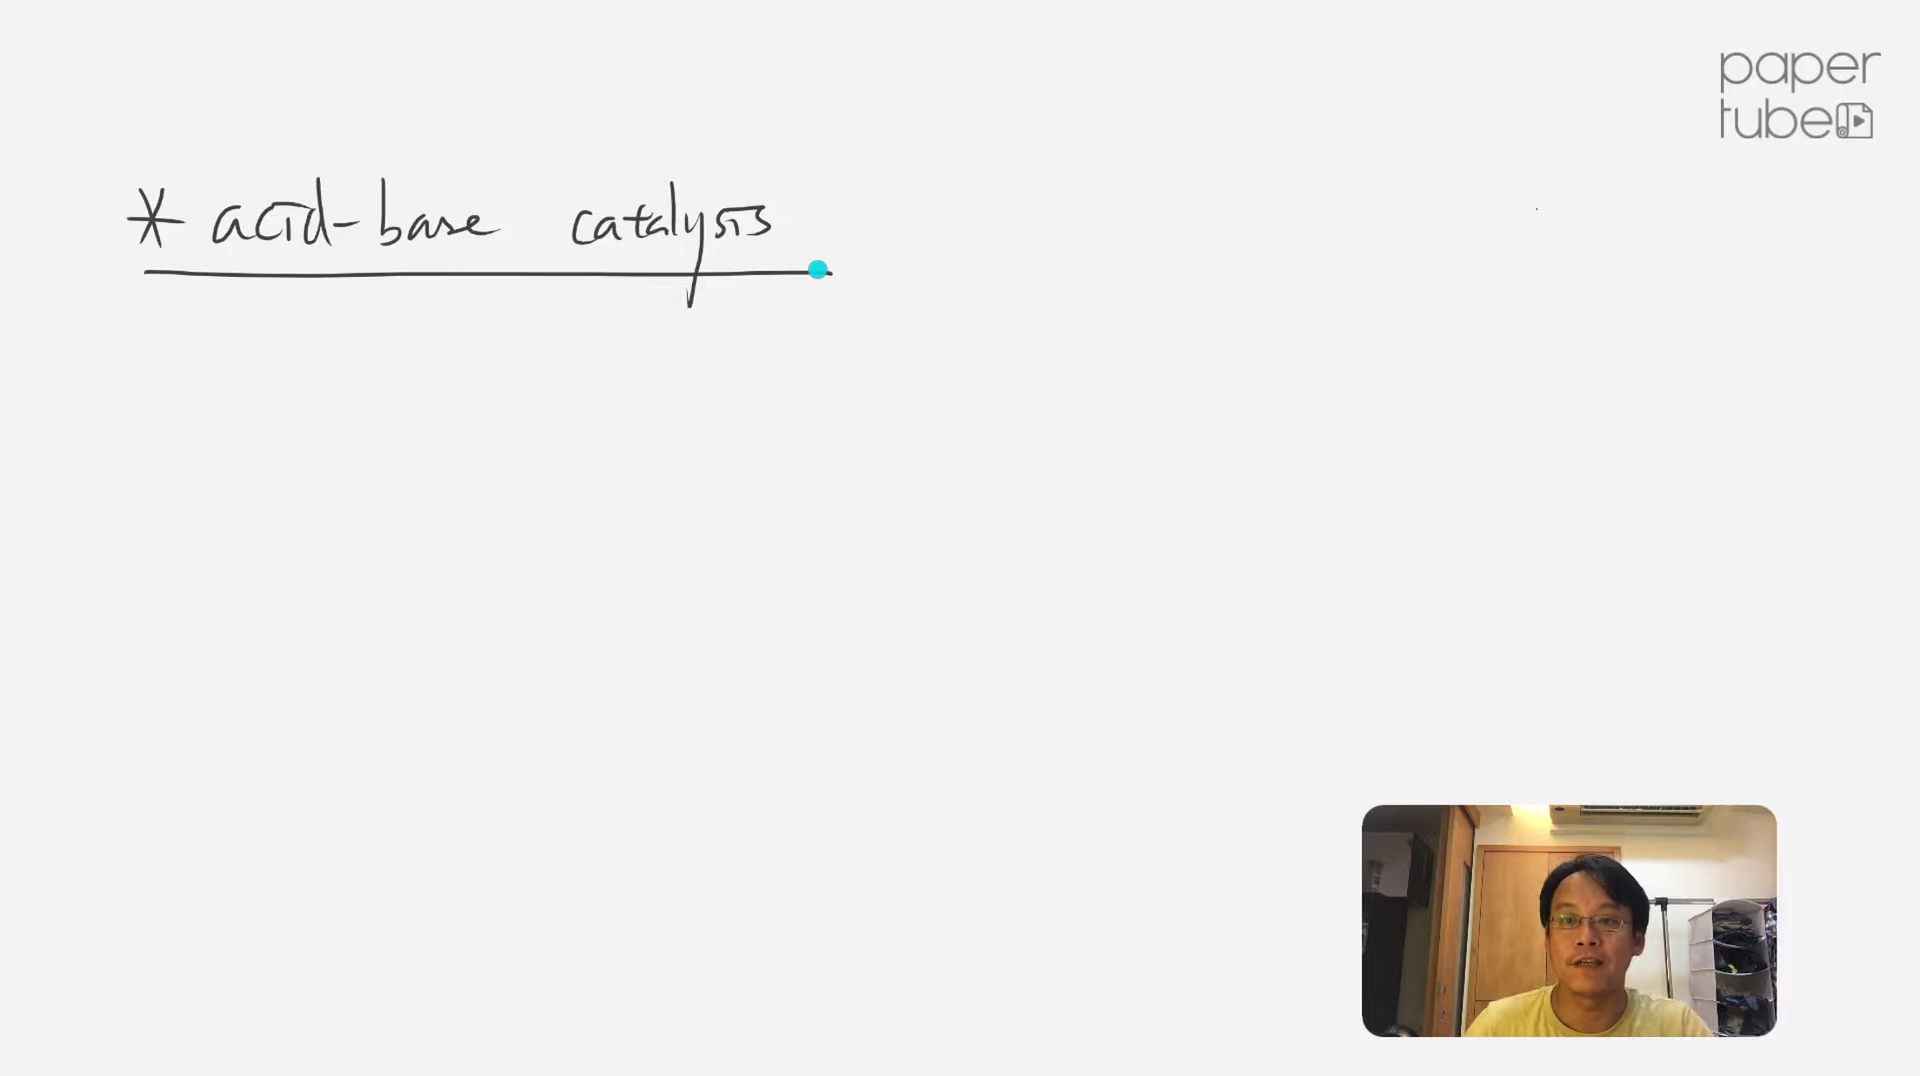 paper
tube
* acid-base catalysis